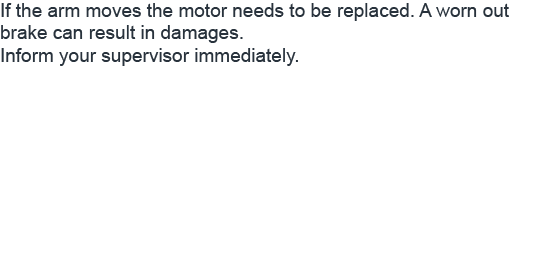 If the arm moves the motor needs to be replaced. A worn out
brake can result in damages.
Inform your supervisor immediately.